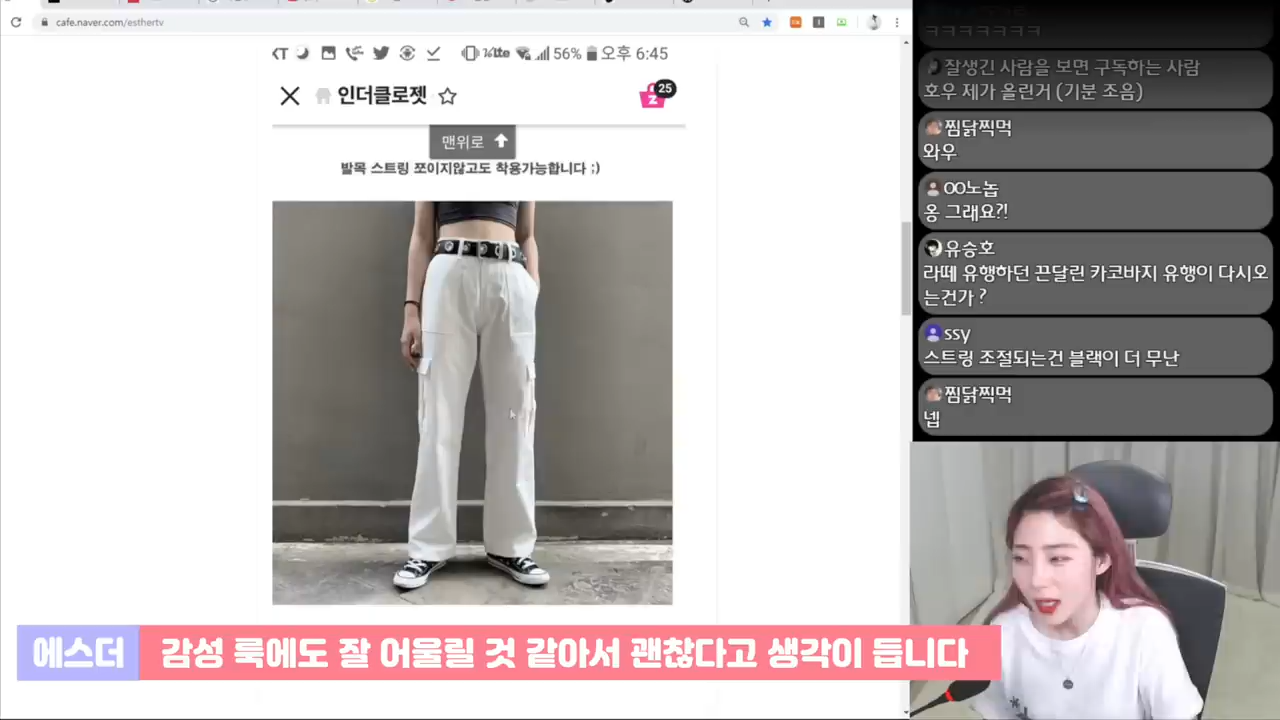 cafe.naver.com/esthertv
KT
Vlte
56%
오후 6:45
인더클로젯
25
Z
맨위로
발목 스트링 쪼이지않고도 착용가능합니다 ;)
ㅋㅋㅋㅋㅋㅋㅋ
잘생긴 사람을 보면 구독하는 사람
호우 제가 올린거 (기분 조음)
찜닭찍먹
와우
OO노놉
옹 그래요?!
유승호
라떼 유행하던 끈달린 카코바지 유행이 다시오
는건가 ?
ssy
스트링 조절되는건 블랙이 더 무난
찜닭찍먹
넵
에스더
감성 룩에도 잘 어울릴 것 같아서 괜찮다고 생각이 듭니다